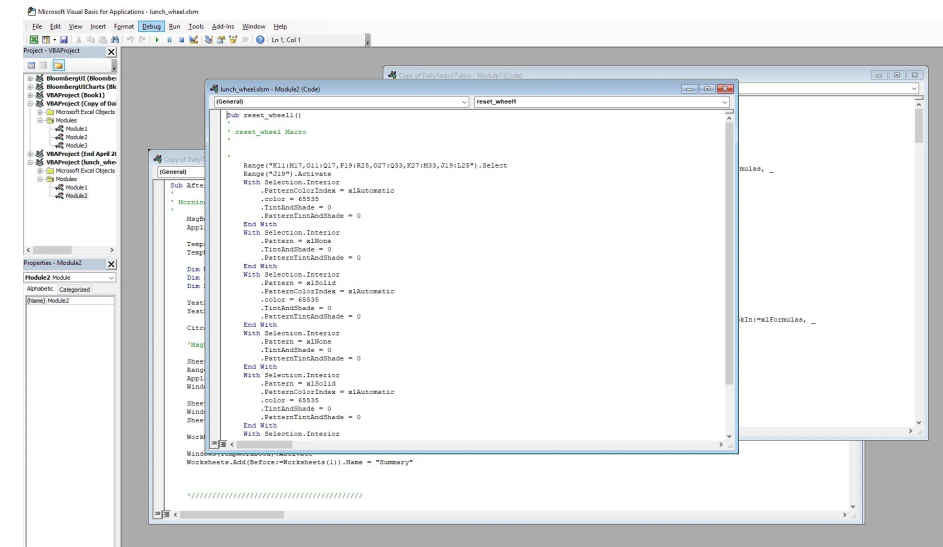 Microsoft Visual Basic for Applications - lunch_wheel.xlsm
File Edit View Insert Format Debug Run Tools Add-Ins Window Help
Ln 1, Col 1
Project - VBAProject
BloombergUI (Bloombe
BloombergUICharts (Bk
VBAProject (Book1)
VBAProject (Copy of Dai
Microsoft Excel Objects
Modules
Module1
Module2
Module3
VBAProject (End April 20
VBAProject (lunch_whee
Microsoft Excel Objects
Modules
Module1
Module2
Properties - Module2
Module2 Module
Alphabetic Categorized
(Name) Module2
Copy of DailyTasksV7.xlsm - Module1 (Code)
mulas, _
kIn:=xlFormulas, _
lunch_wheel.xlsm - Module2 (Code)
(General) reset_wheel1
Sub reset_wheel1()
'
' reset_wheel Macro
'
'
Range("K11:M17,O11:Q17,P19:R25,O27:Q33,K27:M33,J19:L25").Select
Range("J19").Activate
With Selection.Interior
.PatternColorIndex = xlAutomatic
.color = 65535
.TintAndShade = 0
.PatternTintAndShade = 0
End With
With Selection.Interior
.Pattern = xlNone
.TintAndShade = 0
.PatternTintAndShade = 0
End With
With Selection.Interior
.Pattern = xlSolid
.PatternColorIndex = xlAutomatic
.color = 65535
.TintAndShade = 0
.PatternTintAndShade = 0
End With
With Selection.Interior
.Pattern = xlNone
.TintAndShade = 0
.PatternTintAndShade = 0
End With
With Selection.Interior
.Pattern = xlSolid
.PatternColorIndex = xlAutomatic
.color = 65535
.TintAndShade = 0
.PatternTintAndShade = 0
End With
With Selection.Interior
Copy of DailyT
(General)
Sub Afte
'
' Mornin
'
MsgB
Appl
Temp
Temp
Dim
Dim
Dim
Yest
Yest
Citc
'Msg
Shee
Rang
Appl
Wind
Shee
Wind
Shee
Work
Worksheets.Add(Before:=Worksheets(1)).Name = "Summary"
'/////////////////////////////////////////